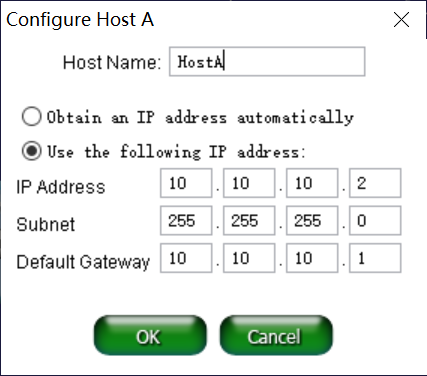 Configure Host A
Host Name: HostA
Obtain an IP address automatically
Use the following IP address:
IP Address 10 . 10 . 10 . 2
Subnet 255 . 255 . 255 . 0
Default Gateway 10 . 10 . 10 . 1
OK Cancel